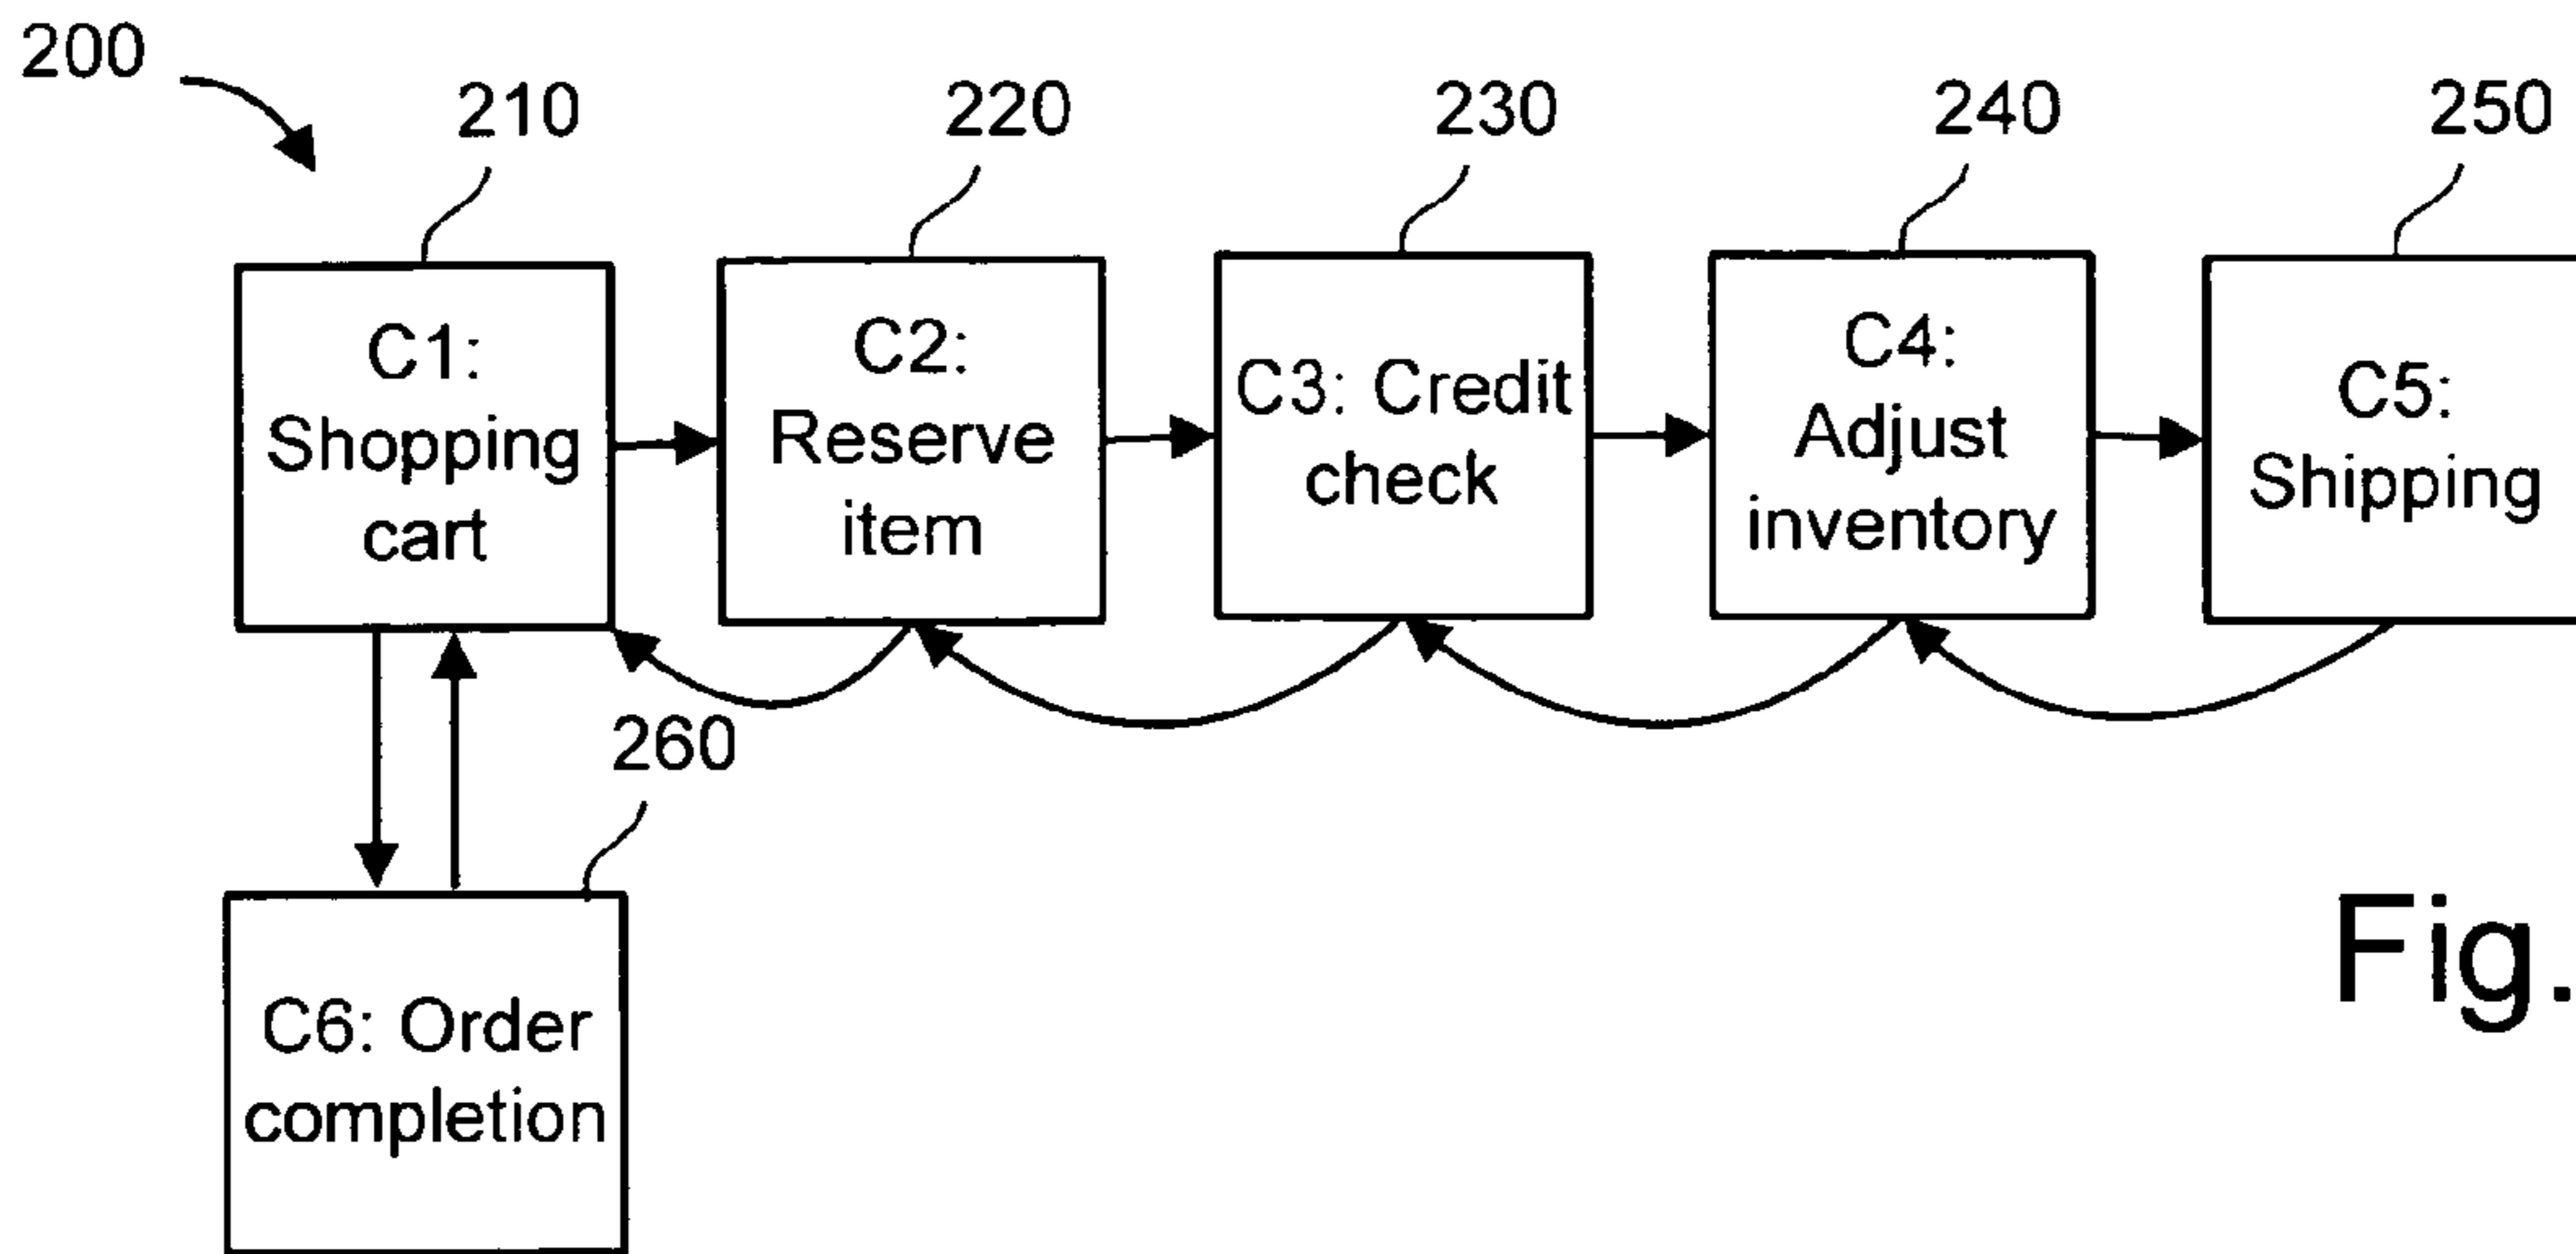 200
210
220
230
240
250
C1:
Shopping
cart
C2:
Reserve
item
C3: Credit
check
C4:
Adjust
inventory
C5:
Shipping
260
C6: Order
completion
Fig.